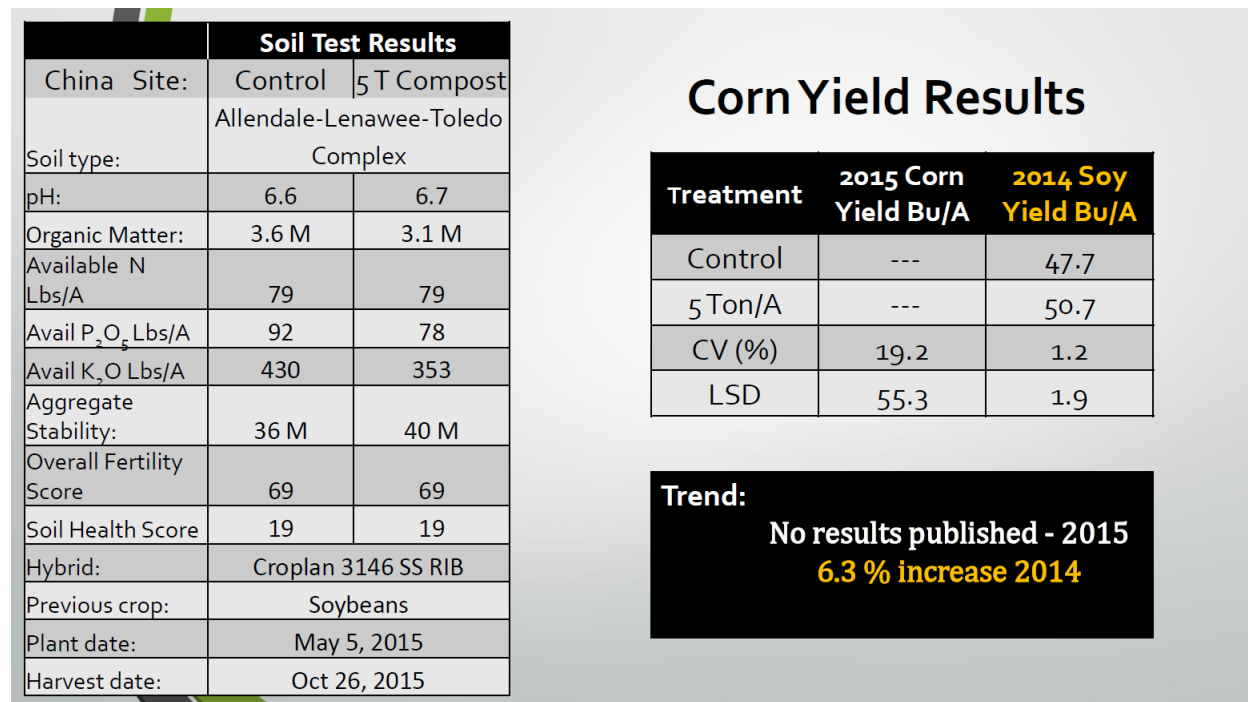 Soil Test Results
China Site: Control 5 T Compost
Allendale-Lenawee-Toledo
Soil type: Complex
pH: 6.6 6.7
Organic Matter: 3.6 M 3.1 M
Available N
Lbs/A 79 79
Avail P₂O₅ Lbs/A 92 78
Avail K₂O Lbs/A 430 353
Aggregate
Stability: 36 M 40 M
Overall Fertility
Score 69 69
Soil Health Score 19 19
Hybrid: Croplan 3146 SS RIB
Previous crop: Soybeans
Plant date: May 5, 2015
Harvest date: Oct 26, 2015
Corn Yield Results
Treatment 2015 Corn Yield Bu/A 2014 Soy Yield Bu/A
Control --- 47.7
5 Ton/A --- 50.7
CV (%) 19.2 1.2
LSD 55.3 1.9
Trend:
No results published - 2015
6.3 % increase 2014